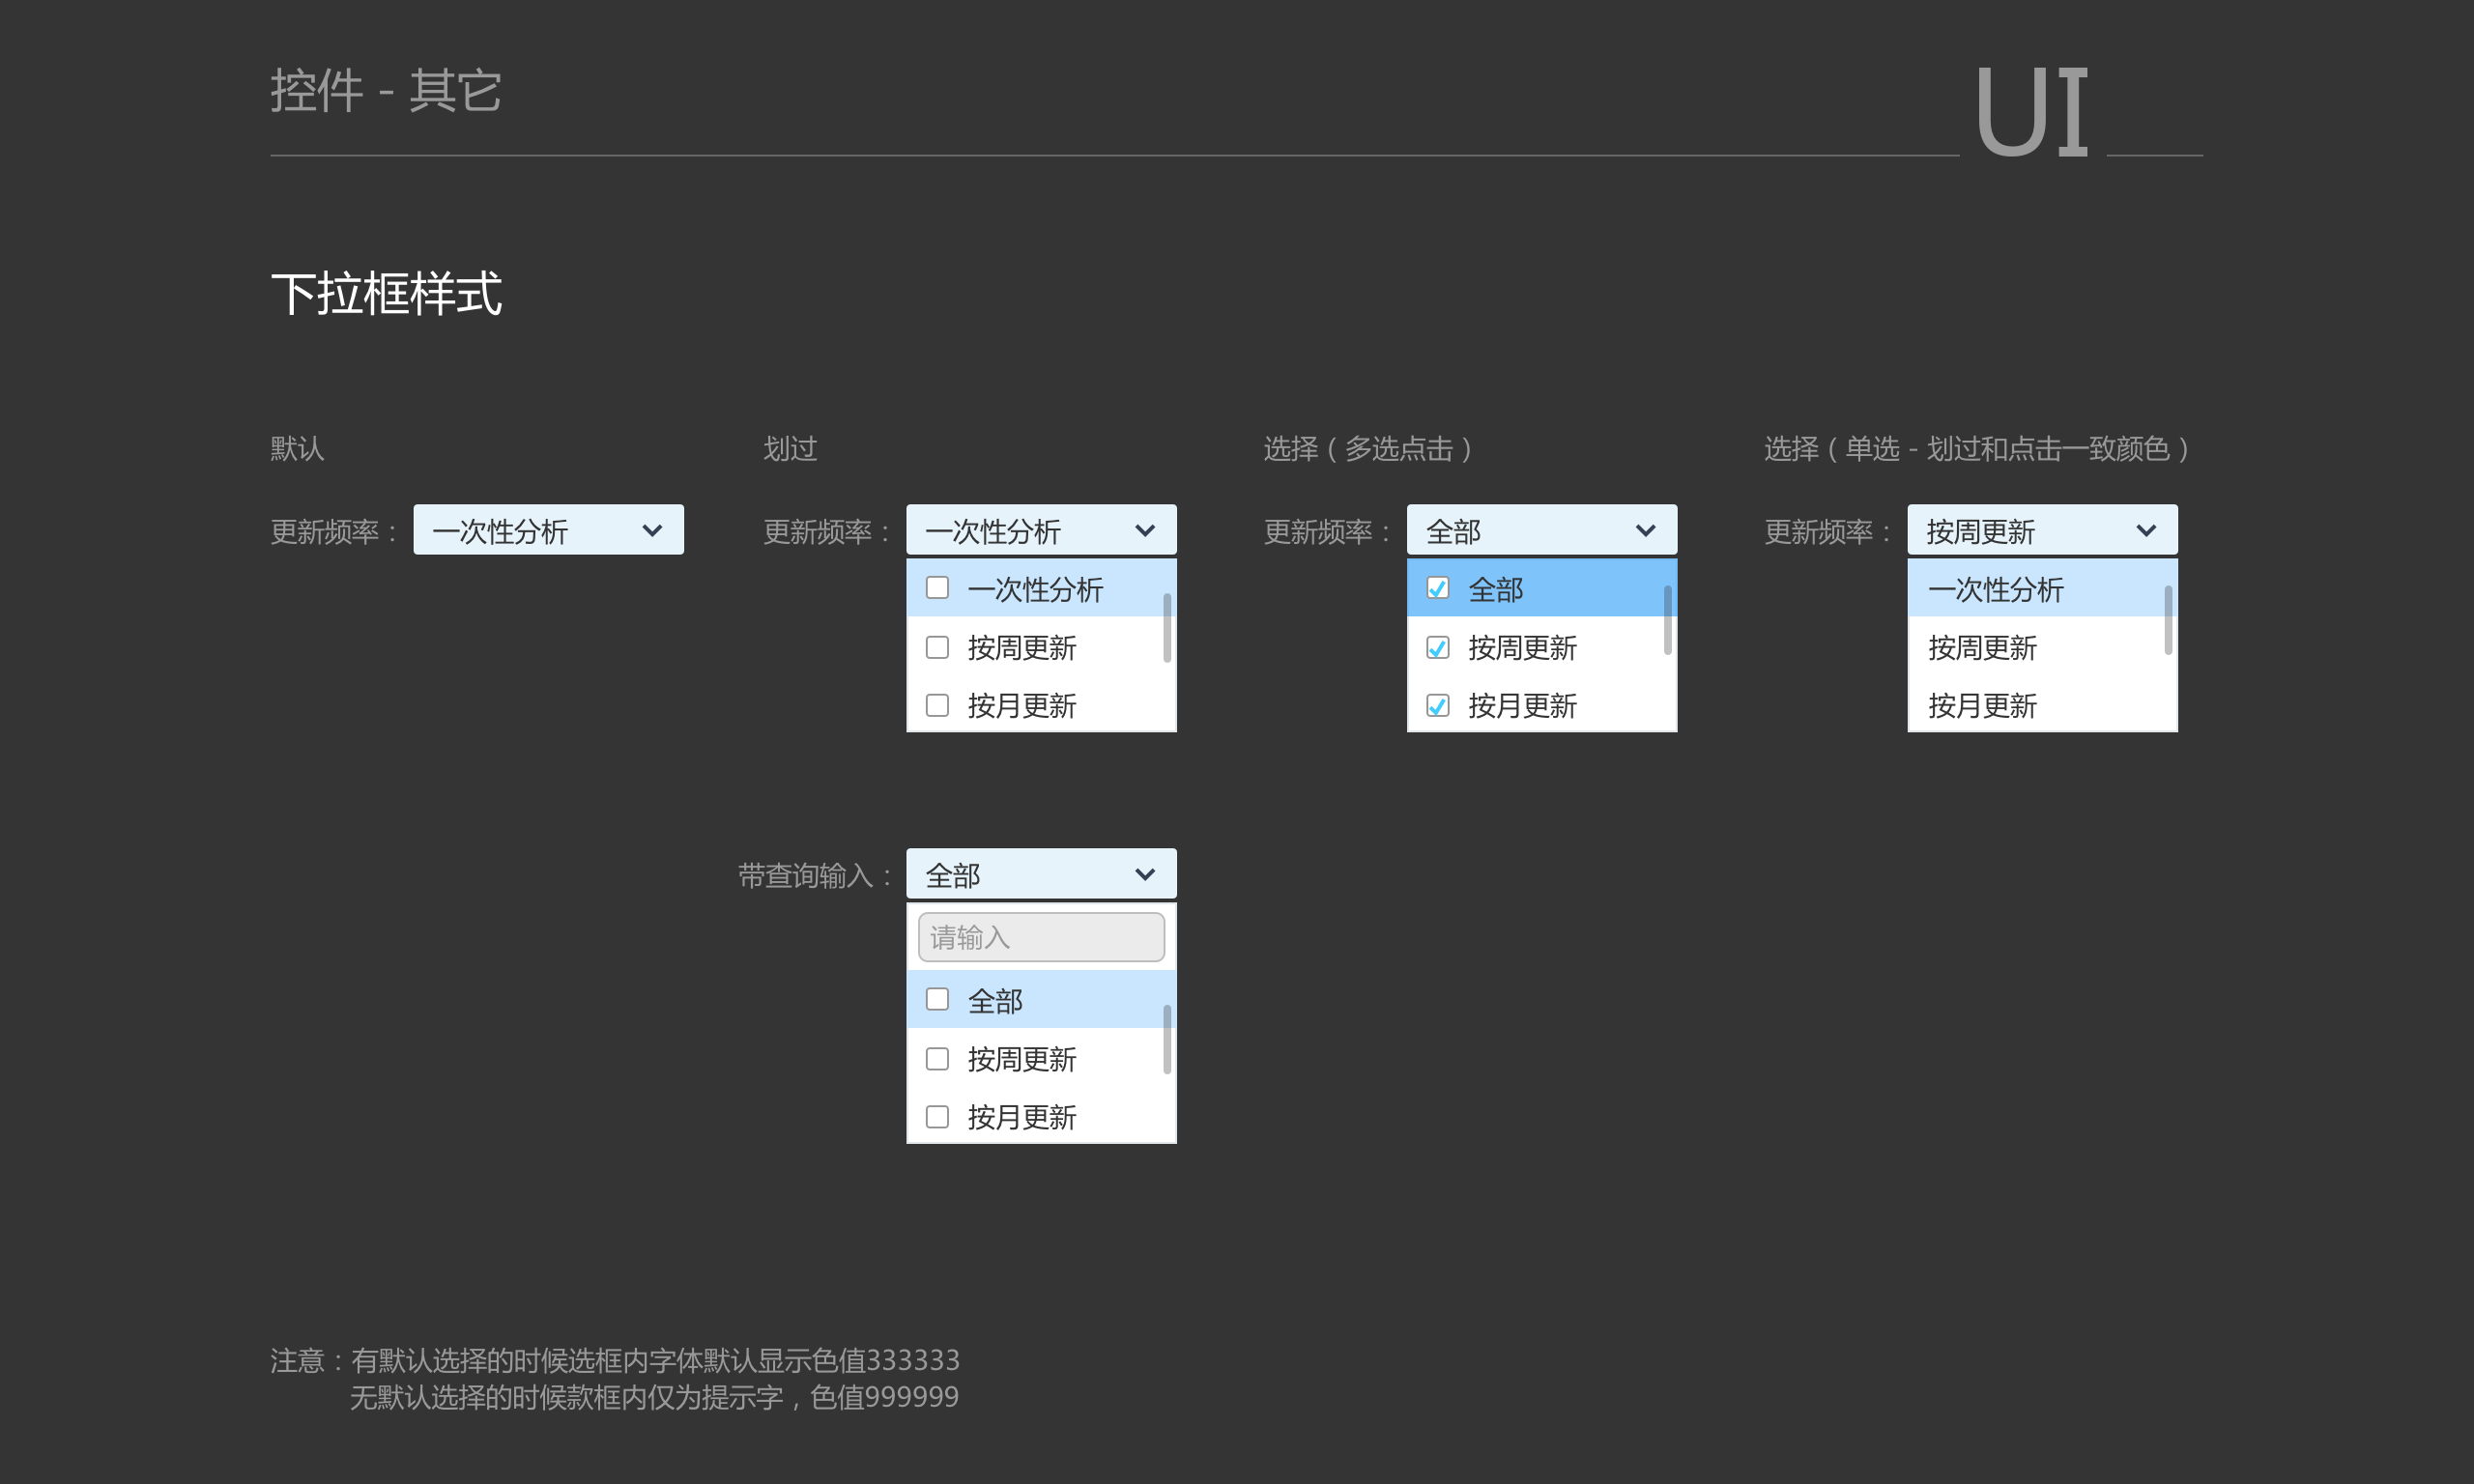 控件 - 其它
UI
下拉框样式
默认
划过
选择(多选点击)
选择(单选 - 划过和点击一致颜色)
更新频率：
一次性分析
更新频率：
一次性分析
一次性分析
按周更新
按月更新
更新频率：
全部
全部
按周更新
按月更新
更新频率：
按周更新
一次性分析
按周更新
按月更新
带查询输入：
全部
请输入
全部
按周更新
按月更新
注意：有默认选择的时候选框内字体默认显示色值333333
无默认选择的时候款框内仍为提示字，色值999999